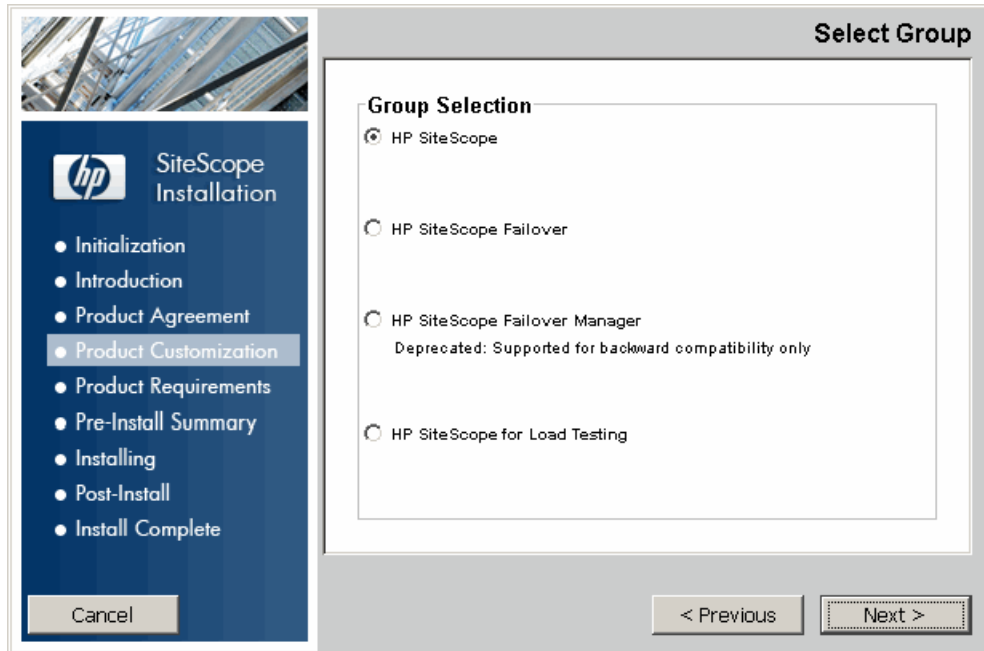 Select Group
hp
SiteScope
Installation
Initialization
Introduction
Product Agreement
Product Customization
Product Requirements
Pre-Install Summary
Installing
Post-Install
Install Complete
Group Selection
HP SiteScope
HP SiteScope Failover
HP SiteScope Failover Manager
Deprecated: Supported for backward compatibility only
HP SiteScope for Load Testing
Cancel
< Previous
Next >